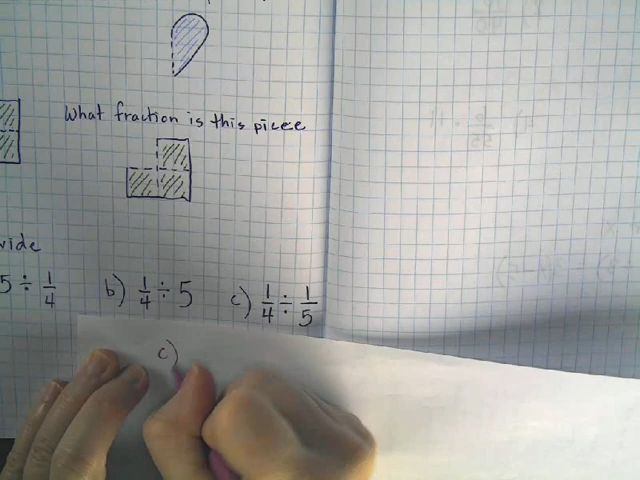 What fraction is this picee
vide
5 ÷ 1/4 b) 1/4 ÷ 5 c) 1/4 ÷ 1/5
c)